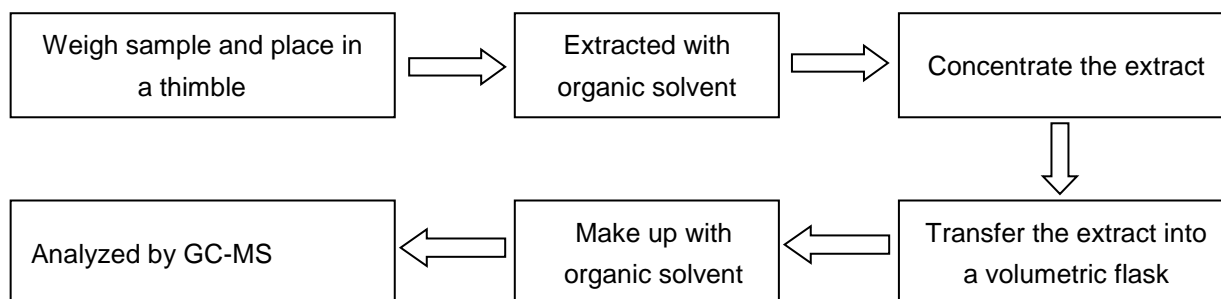 Weigh sample and place in
a thimble
Extracted with
organic solvent
Concentrate the extract
Transfer the extract into
a volumetric flask
Make up with
organic solvent
Analyzed by GC-MS